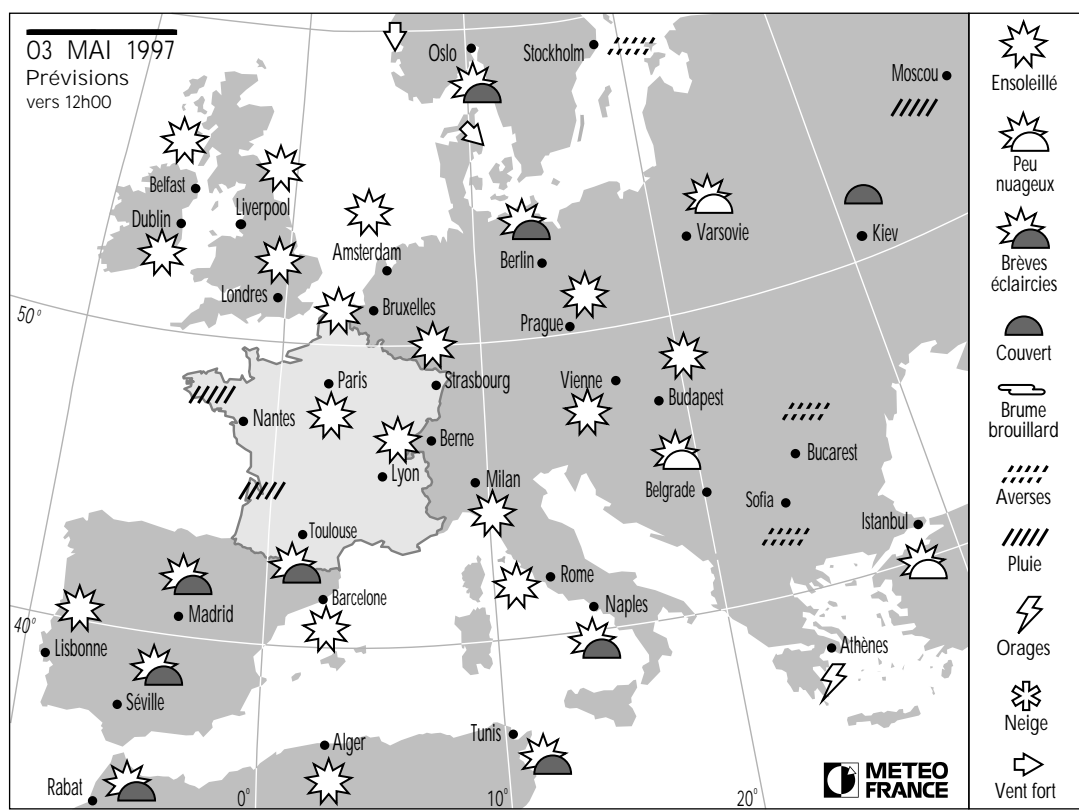 03 MAI 1997
Prévisions
vers 12h00
Oslo
Stockholm
Moscou
Belfast
Dublin
Liverpool
Amsterdam
Varsovie
Kiev
Londres
Bruxelles
Berlin
50°
Prague
Paris
Strasbourg
Vienne
Budapest
Nantes
Berne
Lyon
Milan
Belgrade
Bucarest
Sofia
Istanbul
Toulouse
Madrid
Barcelone
Rome
Naples
40°
Lisbonne
Athènes
Séville
Alger
Tunis
Rabat
0°
10°
20°
METEO
FRANCE
Ensoleillé
Peu
nuageux
Brèves
éclaircies
Couvert
Brume
brouillard
Averses
Pluie
Orages
Neige
Vent fort